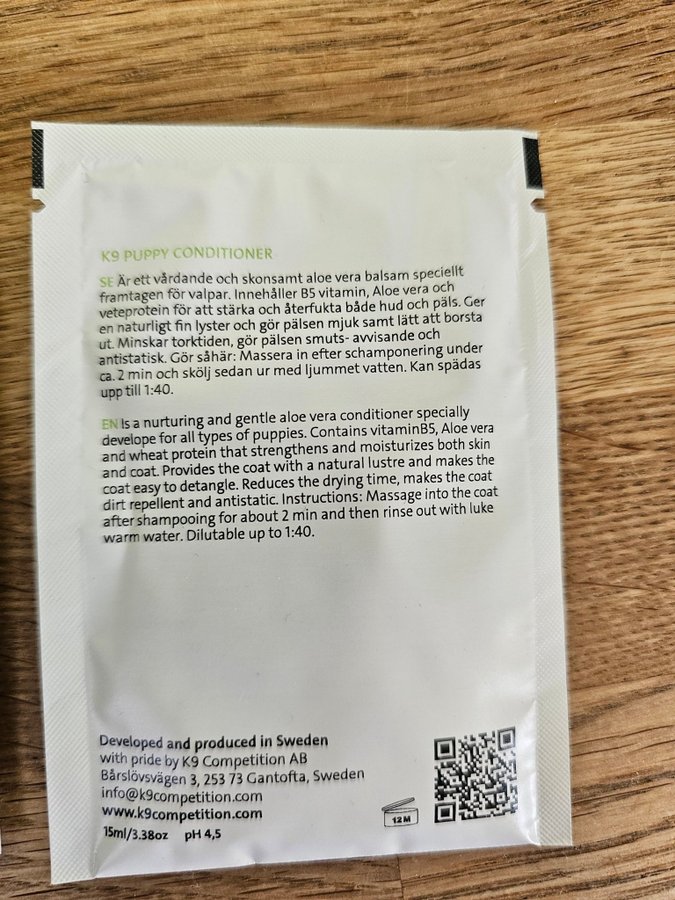 K9 PUPPY CONDITIONER
SE Är ett vårdande och skonsamt aloe vera balsam speciellt
framtagen för valpar. Innehåller B5 vitamin, Aloe vera och
veteprotein för att stärka och återfukta både hud och päls. Ger
en naturligt fin lyster och gör pälsen mjuk samt lätt att borsta
ut. Minskar torktiden, gör pälsen smuts- avvisande och
antistatisk. Gör såhär: Massera in efter schamponering under
ca. 2 min och skölj sedan ur med ljummet vatten. Kan spädas
upp till 1:40.
EN Is a nurturing and gentle aloe vera conditioner specially
develope for all types of puppies. Contains vitaminB5, Aloe vera
and wheat protein that strengthens and moisturizes both skin
and coat. Provides the coat with a natural lustre and makes the
coat easy to detangle. Reduces the drying time, makes the coat
dirt repellent and antistatic. Instructions: Massage into the coat
after shampooing for about 2 min and then rinse out with luke
warm water. Dilutable up to 1:40.
Developed and produced in Sweden
with pride by K9 Competition AB
Bårslövsvägen 3, 253 73 Gantofta, Sweden
info@k9competition.com
www.k9competition.com
15ml/3.38oz pH 4,5
12M